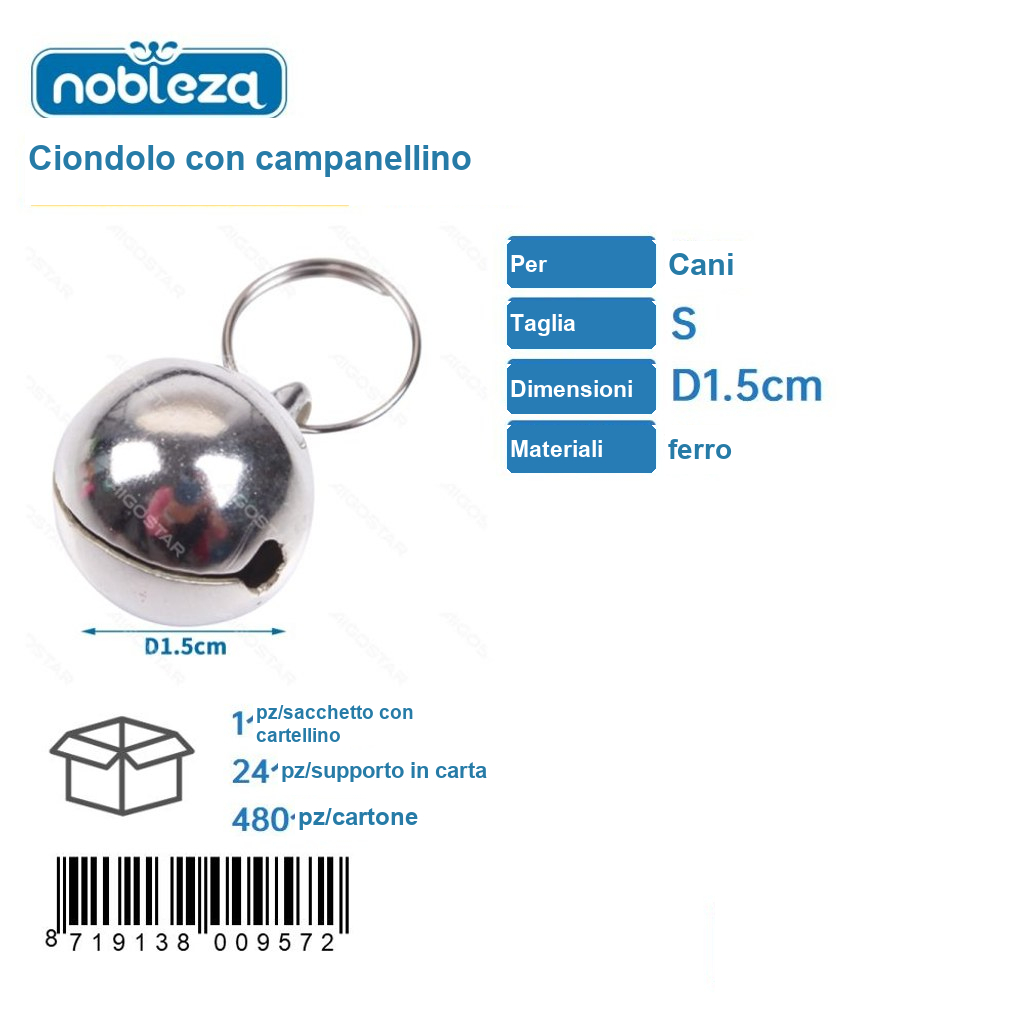 nobleza
Ciondolo con campanellino
Per Cani
Taglia S
Dimensioni D1.5cm
Materiali ferro
AIGOSTAR
D1.5cm
1 pz/sacchetto con
cartellino
24 pz/supporto in carta
480 pz/cartone
8 719138 009572